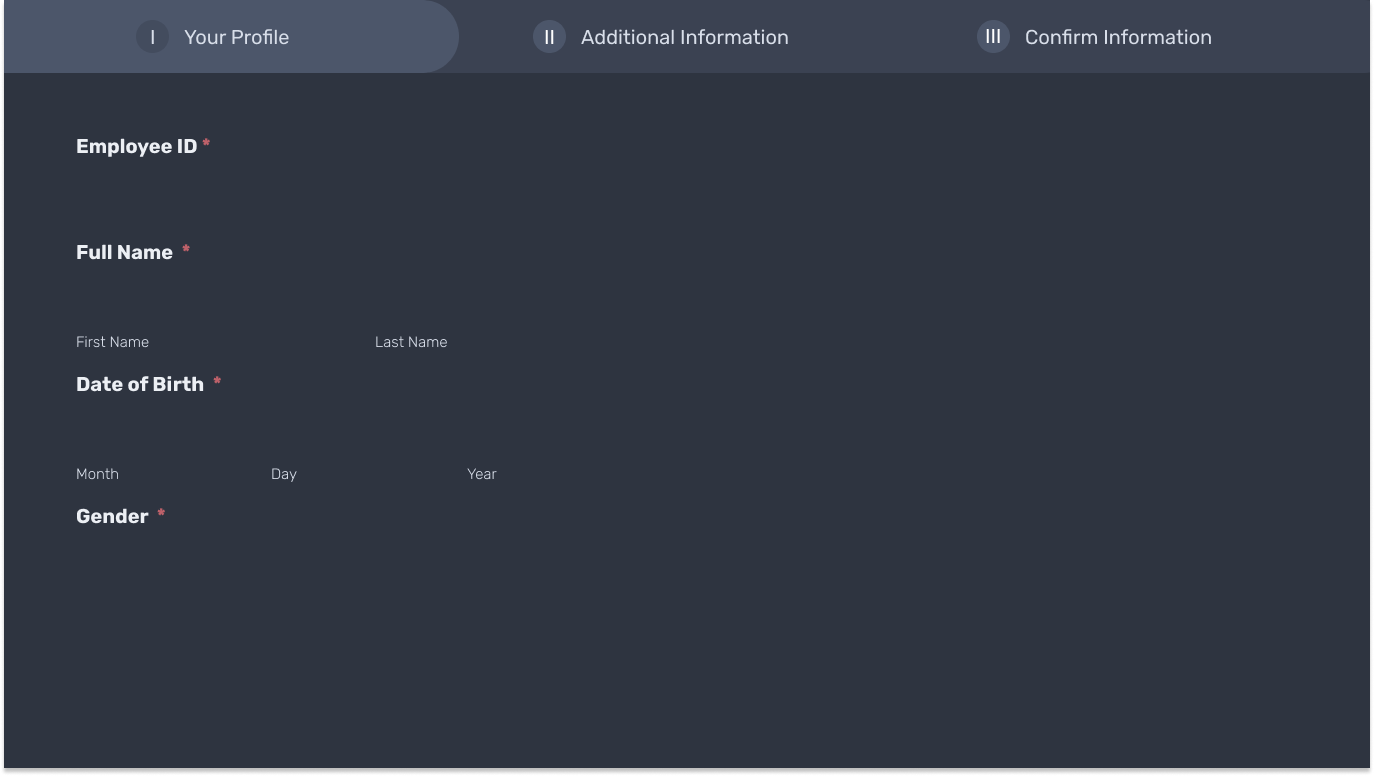 I Your Profile II Additional Information III Confirm Information
Employee ID *
Full Name *
First Name Last Name
Date of Birth *
Month Day Year
Gender *